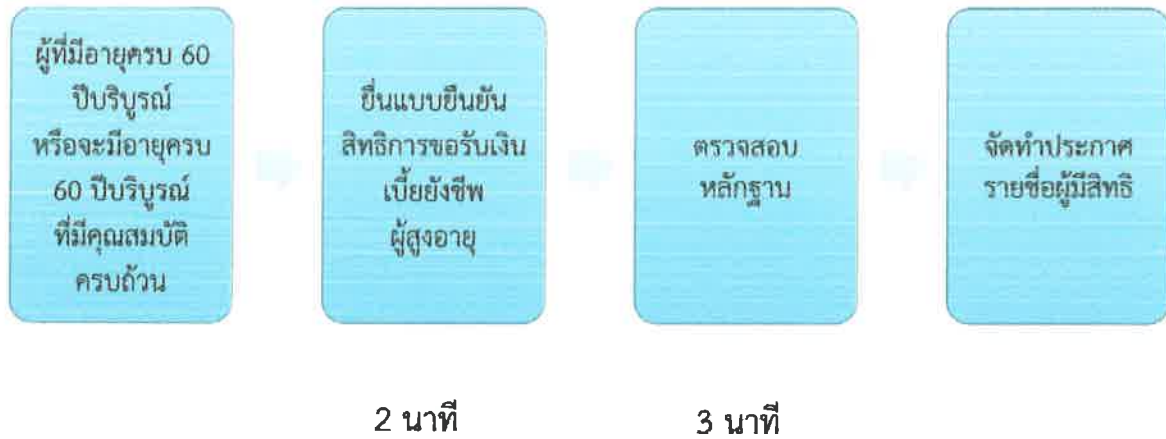 ผู้ที่มีอายุครบ 60
ปีบริบูรณ์
หรือจะมีอายุครบ
60 ปีบริบูรณ์
ที่มีคุณสมบัติ
ครบถ้วน
ยื่นแบบยืนยัน
สิทธิการขอรับเงิน
เบี้ยยังชีพ
ผู้สูงอายุ
ตรวจสอบ
หลักฐาน
จัดทำประกาศ
รายชื่อผู้มีสิทธิ
2 นาที
3 นาที